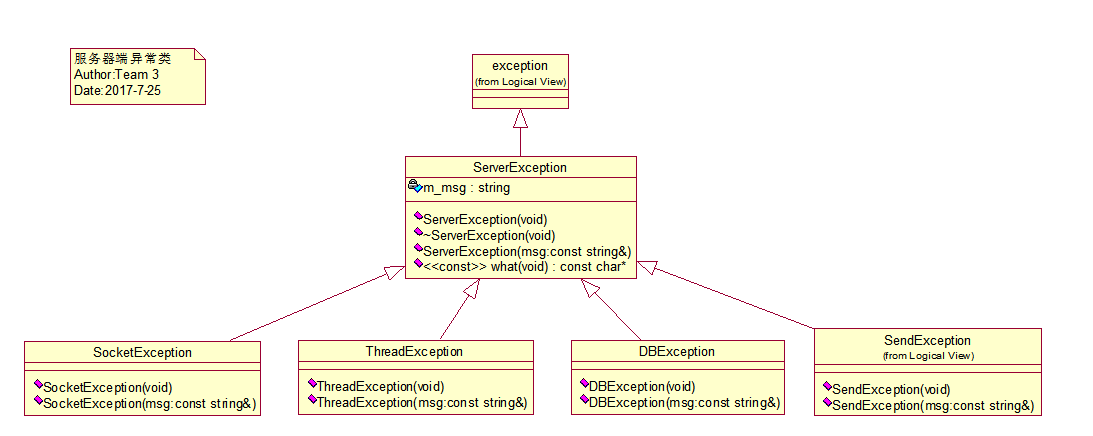 服务器端异常类
Author:Team 3
Date:2017-7-25
exception
(from Logical View)
ServerException
m_msg : string
ServerException(void)
~ServerException(void)
ServerException(msg:const string&)
<<const>> what(void) : const char*
SocketException
SocketException(void)
SocketException(msg:const string&)
ThreadException
ThreadException(void)
ThreadException(msg:const string&)
DBException
DBException(void)
DBException(msg:const string&)
SendException
(from Logical View)
SendException(void)
SendException(msg:const string&)